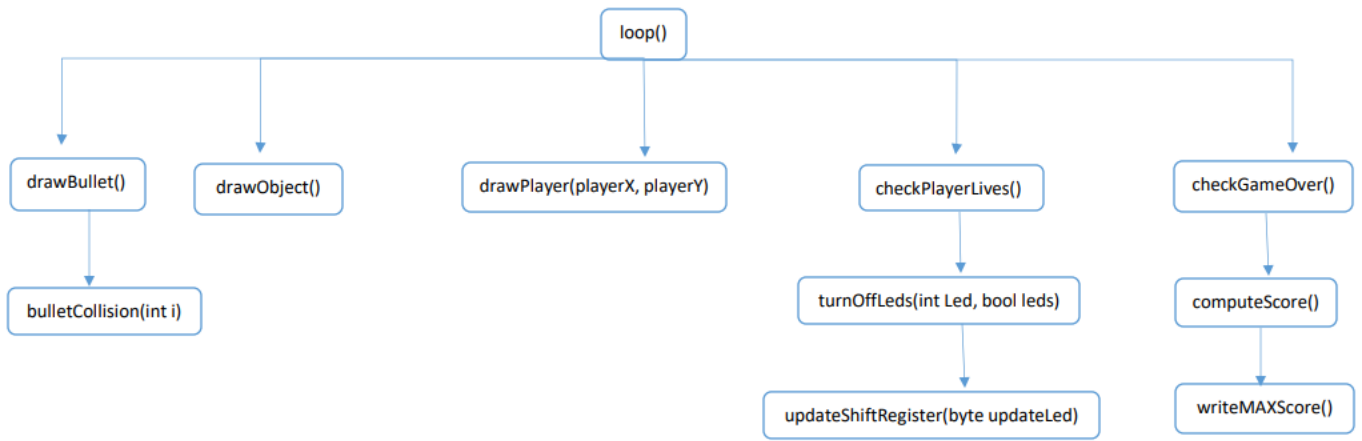 loop()
drawBullet()
drawObject()
drawPlayer(playerX, playerY)
checkPlayerLives()
checkGameOver()
bulletCollision(int i)
turnOffLeds(int Led, bool leds)
computeScore()
updateShiftRegister(byte updateLed)
writeMAXScore()